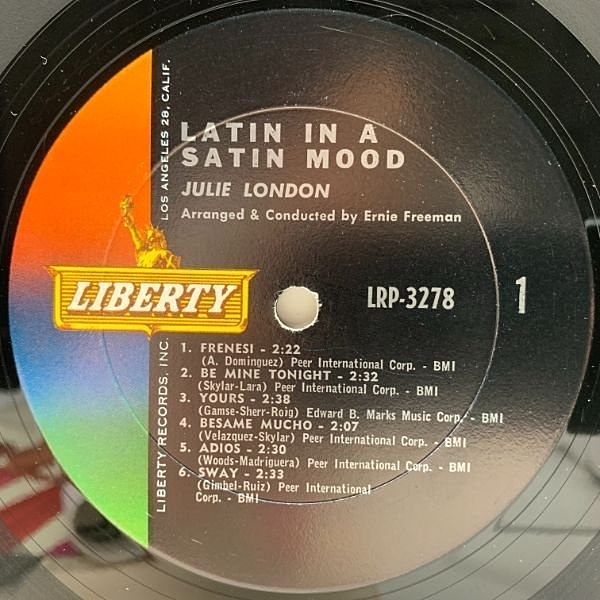 LATIN IN A
SATIN MOOD
JULIE LONDON
Arranged & Conducted by Ernie Freeman
LOS ANGELES 28, CALIF.
LIBERTY
LRP-3278
1
LIBERTY RECORDS, INC.
1. FRENESI - 2:22
(A. Dominguez) Peer International Corp. - BMI
2. BE MINE TONIGHT - 2:32
(Skylar-Lara) Peer International Corp. - BMI
3. YOURS - 2:38
(Gamse-Sherr-Roig) Edward B. Marks Music Corp. - BMI
4. BESAME MUCHO - 2:07
(Velazquez-Skylar) Peer International Corp. - BMI
5. ADIOS - 2:30
(Woods-Madriguera) Peer International Corp. - BMI
6. SWAY - 2:33
(Gimbel-Ruiz) Peer International
Corp. - BMI